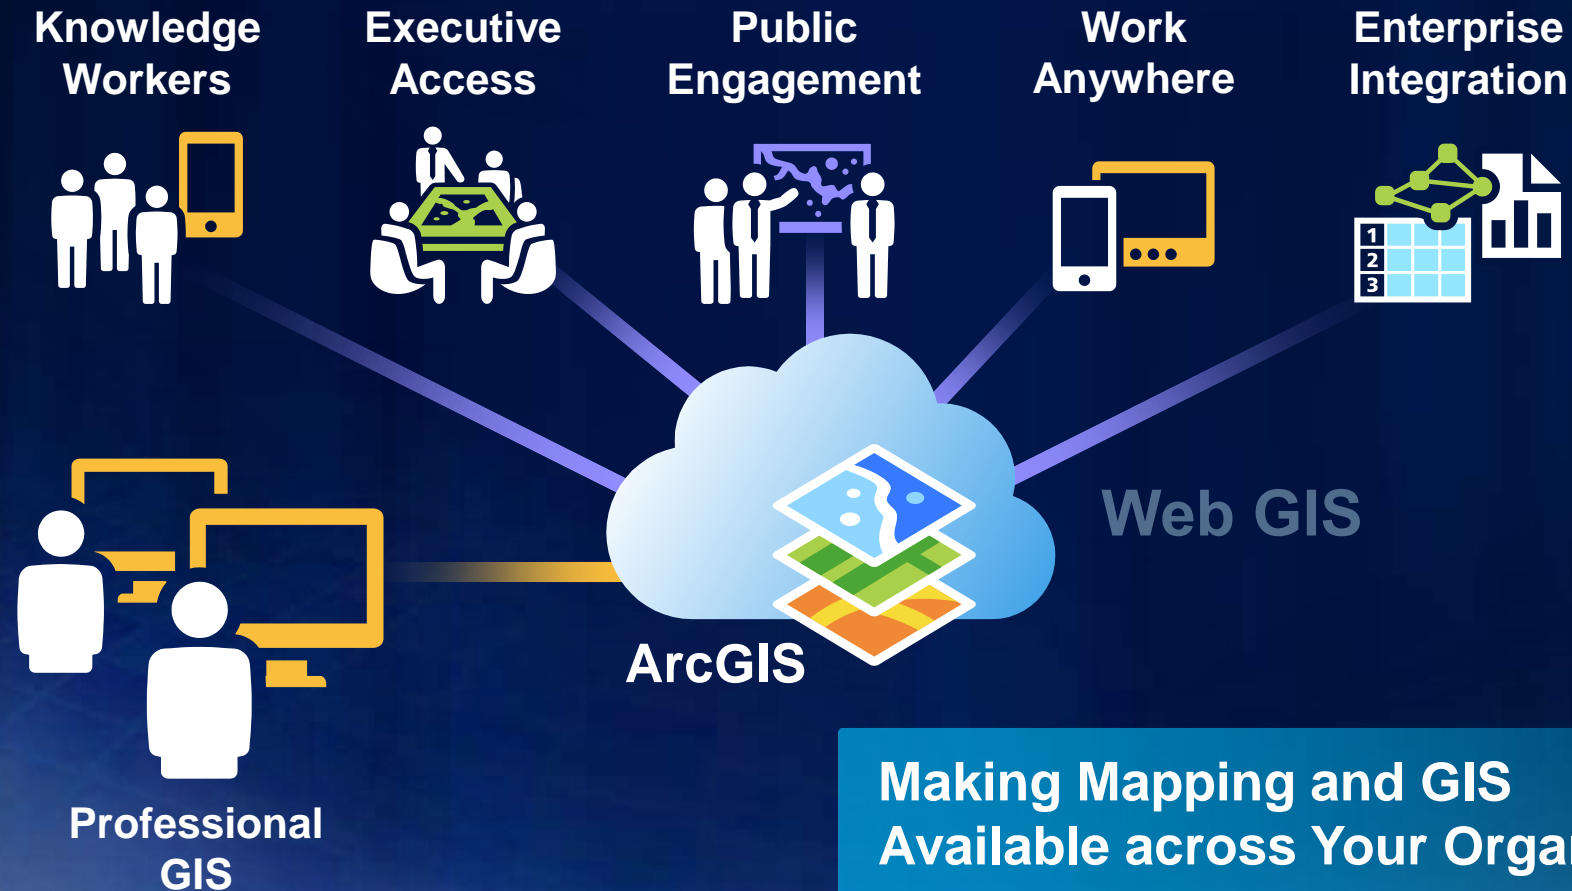 Knowledge
Workers
Executive
Access
Public
Engagement
Work
Anywhere
Enterprise
Integration
1
2
3
Web GIS
ArcGIS
Professional
GIS
Making Mapping and GIS
Available across Your